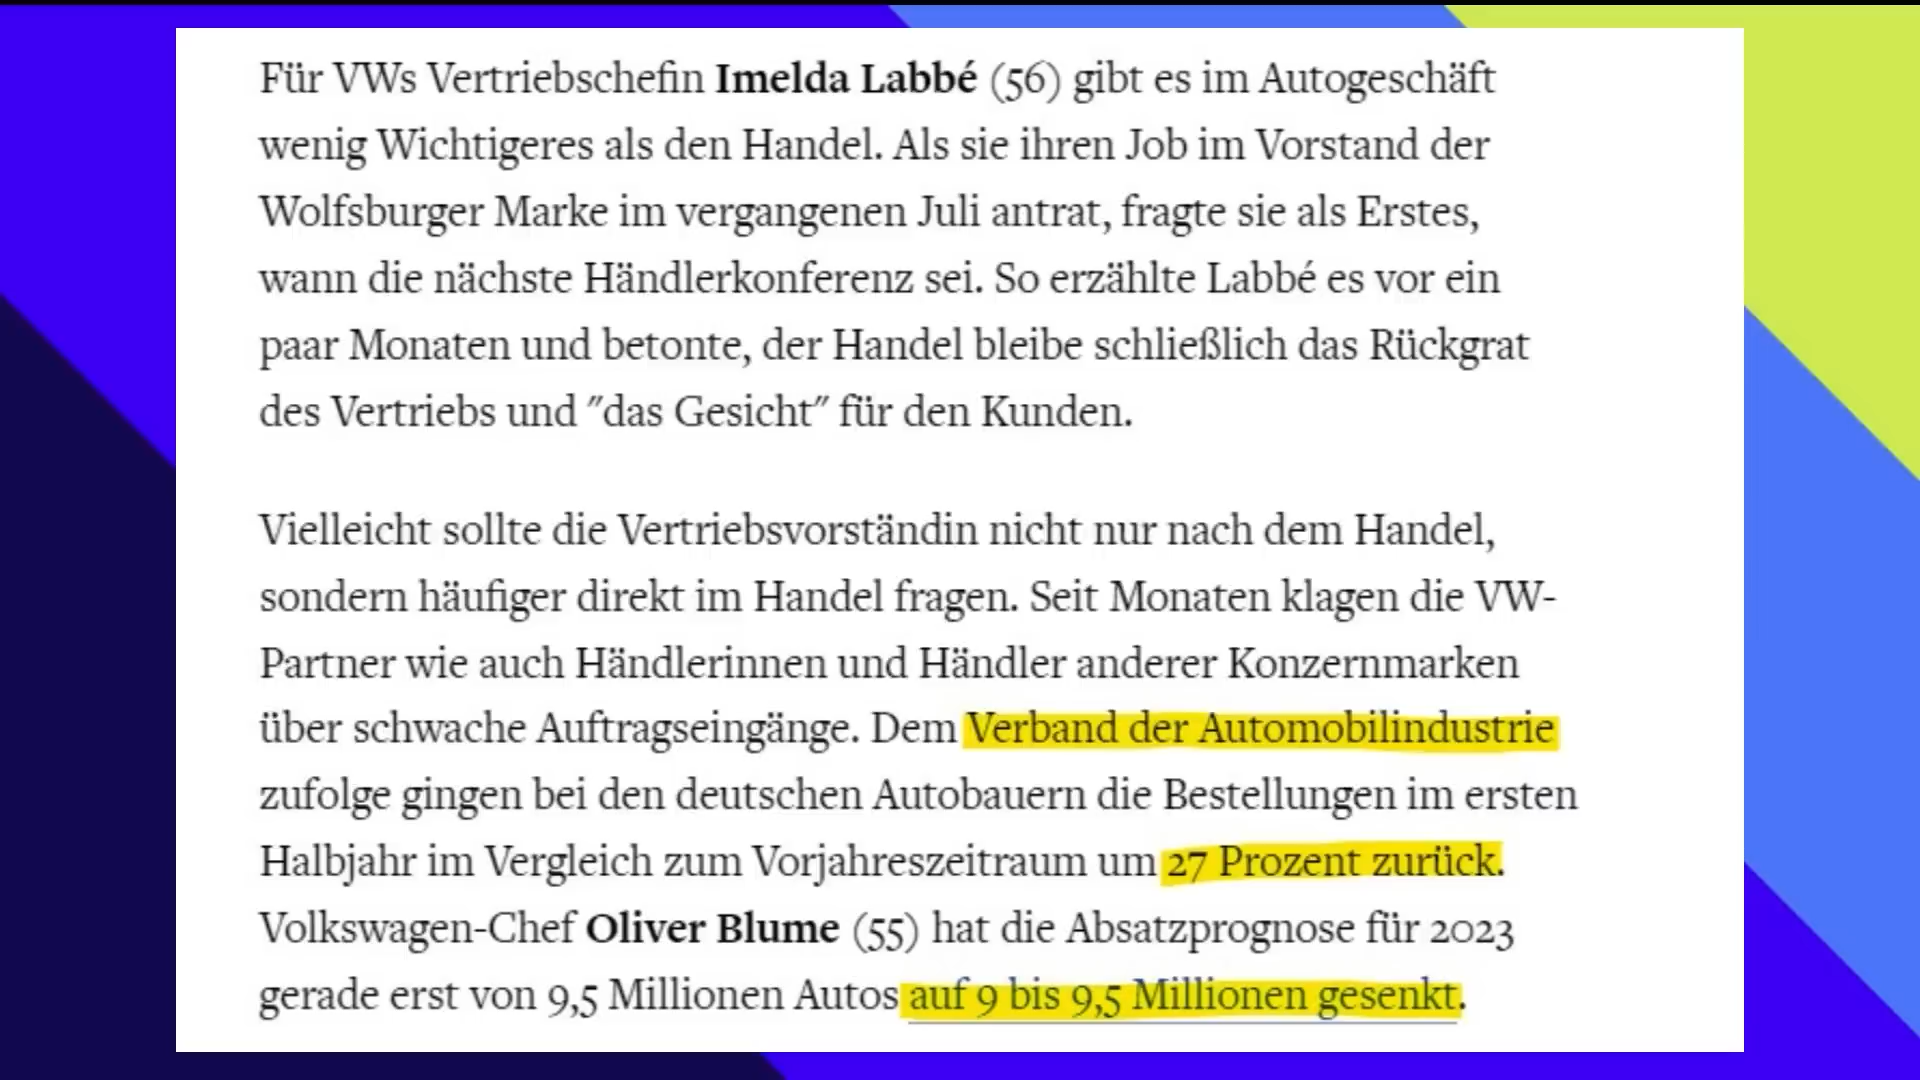 Für VWs Vertriebschefin Imelda Labbé (56) gibt es im Autogeschäft
wenig Wichtigeres als den Handel. Als sie ihren Job im Vorstand der
Wolfsburger Marke im vergangenen Juli antrat, fragte sie als Erstes,
wann die nächste Händlerkonferenz sei. So erzählte Labbé es vor ein
paar Monaten und betonte, der Handel bleibe schließlich das Rückgrat
des Vertriebs und "das Gesicht" für den Kunden.
Vielleicht sollte die Vertriebsvorständin nicht nur nach dem Handel,
sondern häufiger direkt im Handel fragen. Seit Monaten klagen die VW-
Partner wie auch Händlerinnen und Händler anderer Konzernmarken
über schwache Auftragseingänge. Dem Verband der Automobilindustrie
zufolge gingen bei den deutschen Autobauern die Bestellungen im ersten
Halbjahr im Vergleich zum Vorjahreszeitraum um 27 Prozent zurück.
Volkswagen-Chef Oliver Blume (55) hat die Absatzprognose für 2023
gerade erst von 9,5 Millionen Autos auf 9 bis 9,5 Millionen gesenkt.